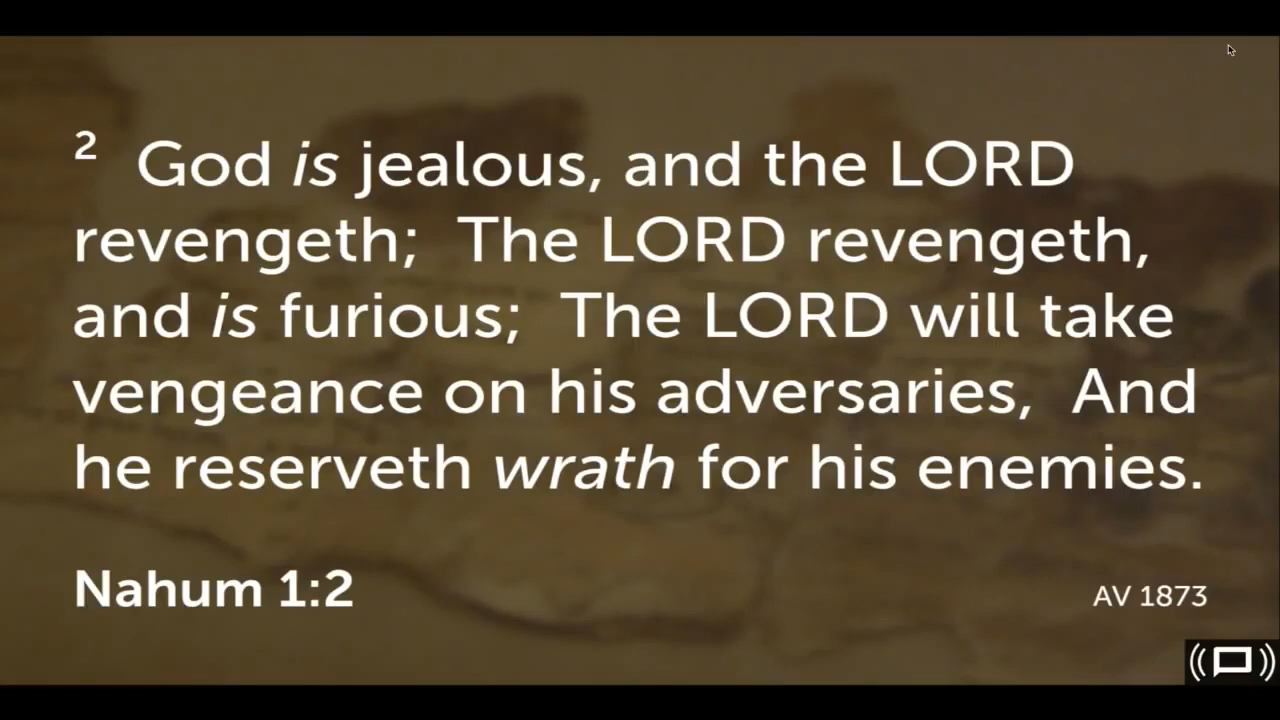 2 God is jealous, and the LORD
revengeth; The LORD revengeth,
and is furious; The LORD will take
vengeance on his adversaries, And
he reserveth wrath for his enemies.
Nahum 1:2
AV 1873